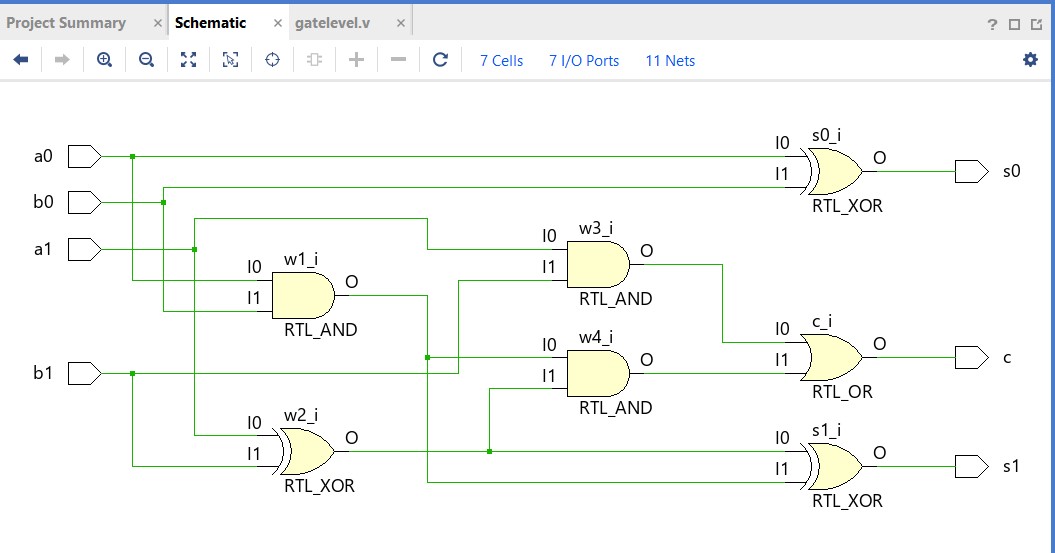 Project Summary × Schematic × gatelevel.v ×
7 Cells 7 I/O Ports 11 Nets
a0
b0
a1
b1
I0
I1
w1_i
O
RTL_AND
I0
I1
w2_i
O
RTL_XOR
I0
I1
w3_i
O
RTL_AND
I0
I1
w4_i
O
RTL_AND
I0
I1
s0_i
O
RTL_XOR
s0
I0
I1
c_i
O
RTL_OR
c
I0
I1
s1_i
O
RTL_XOR
s1